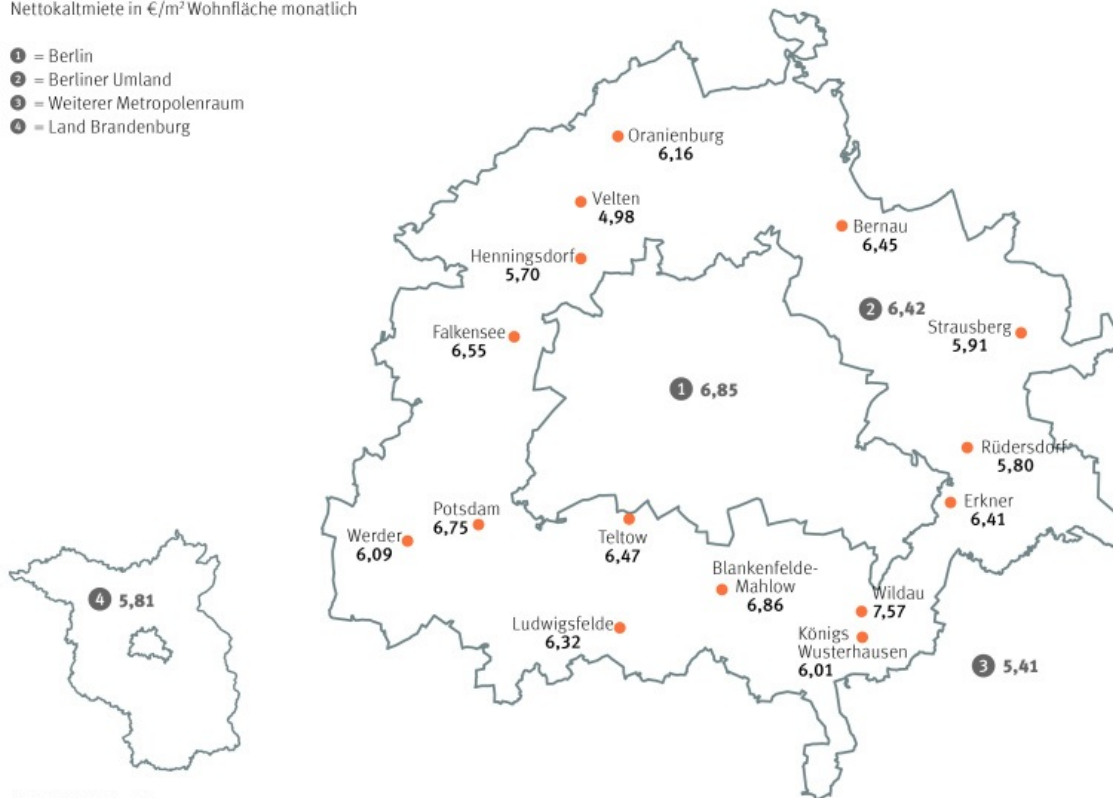 Nettokaltmiete in €/m² Wohnfläche monatlich
1 = Berlin
2 = Berliner Umland
3 = Weiterer Metropolenraum
4 = Land Brandenburg
Oranienburg
6,16
Velten
4,98
Henningsdorf
5,70
Bernau
6,45
2 6,42
Falkensee
6,55
Strausberg
5,91
1 6,85
Rüdersdorf
5,80
Erkner
6,41
Potsdam
6,75
Werder
6,09
Teltow
6,47
Blankenfelde-
Mahlow
6,86
Wildau
7,57
Ludwigsfelde
6,32
Königs
Wusterhausen
6,01
3 5,41
4 5,81